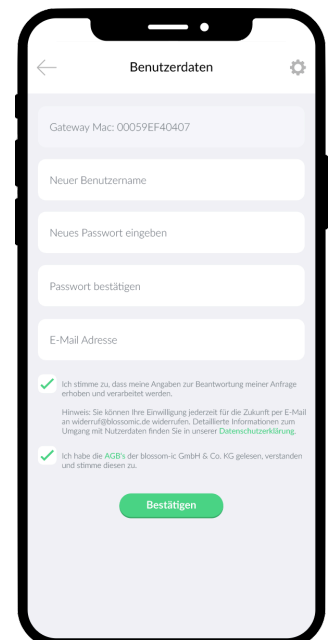 Benutzerdaten
Gateway Mac: 00059EF40407
Neuer Benutzername
Neues Passwort eingeben
Passwort bestätigen
E-Mail Adresse
Ich stimme zu, dass meine Angaben zur Beantwortung meiner Anfrage
erhoben und verarbeitet werden.
Hinweis: Sie können Ihre Einwilligung jederzeit für die Zukunft per E-Mail
an widerruf@blossomic.de widerrufen. Detaillierte Informationen zum
Umgang mit Nutzerdaten finden Sie in unserer Datenschutzerklärung.
Ich habe die AGB's der blossom-ic GmbH & Co. KG gelesen, verstanden
und stimme diesen zu.
Bestätigen